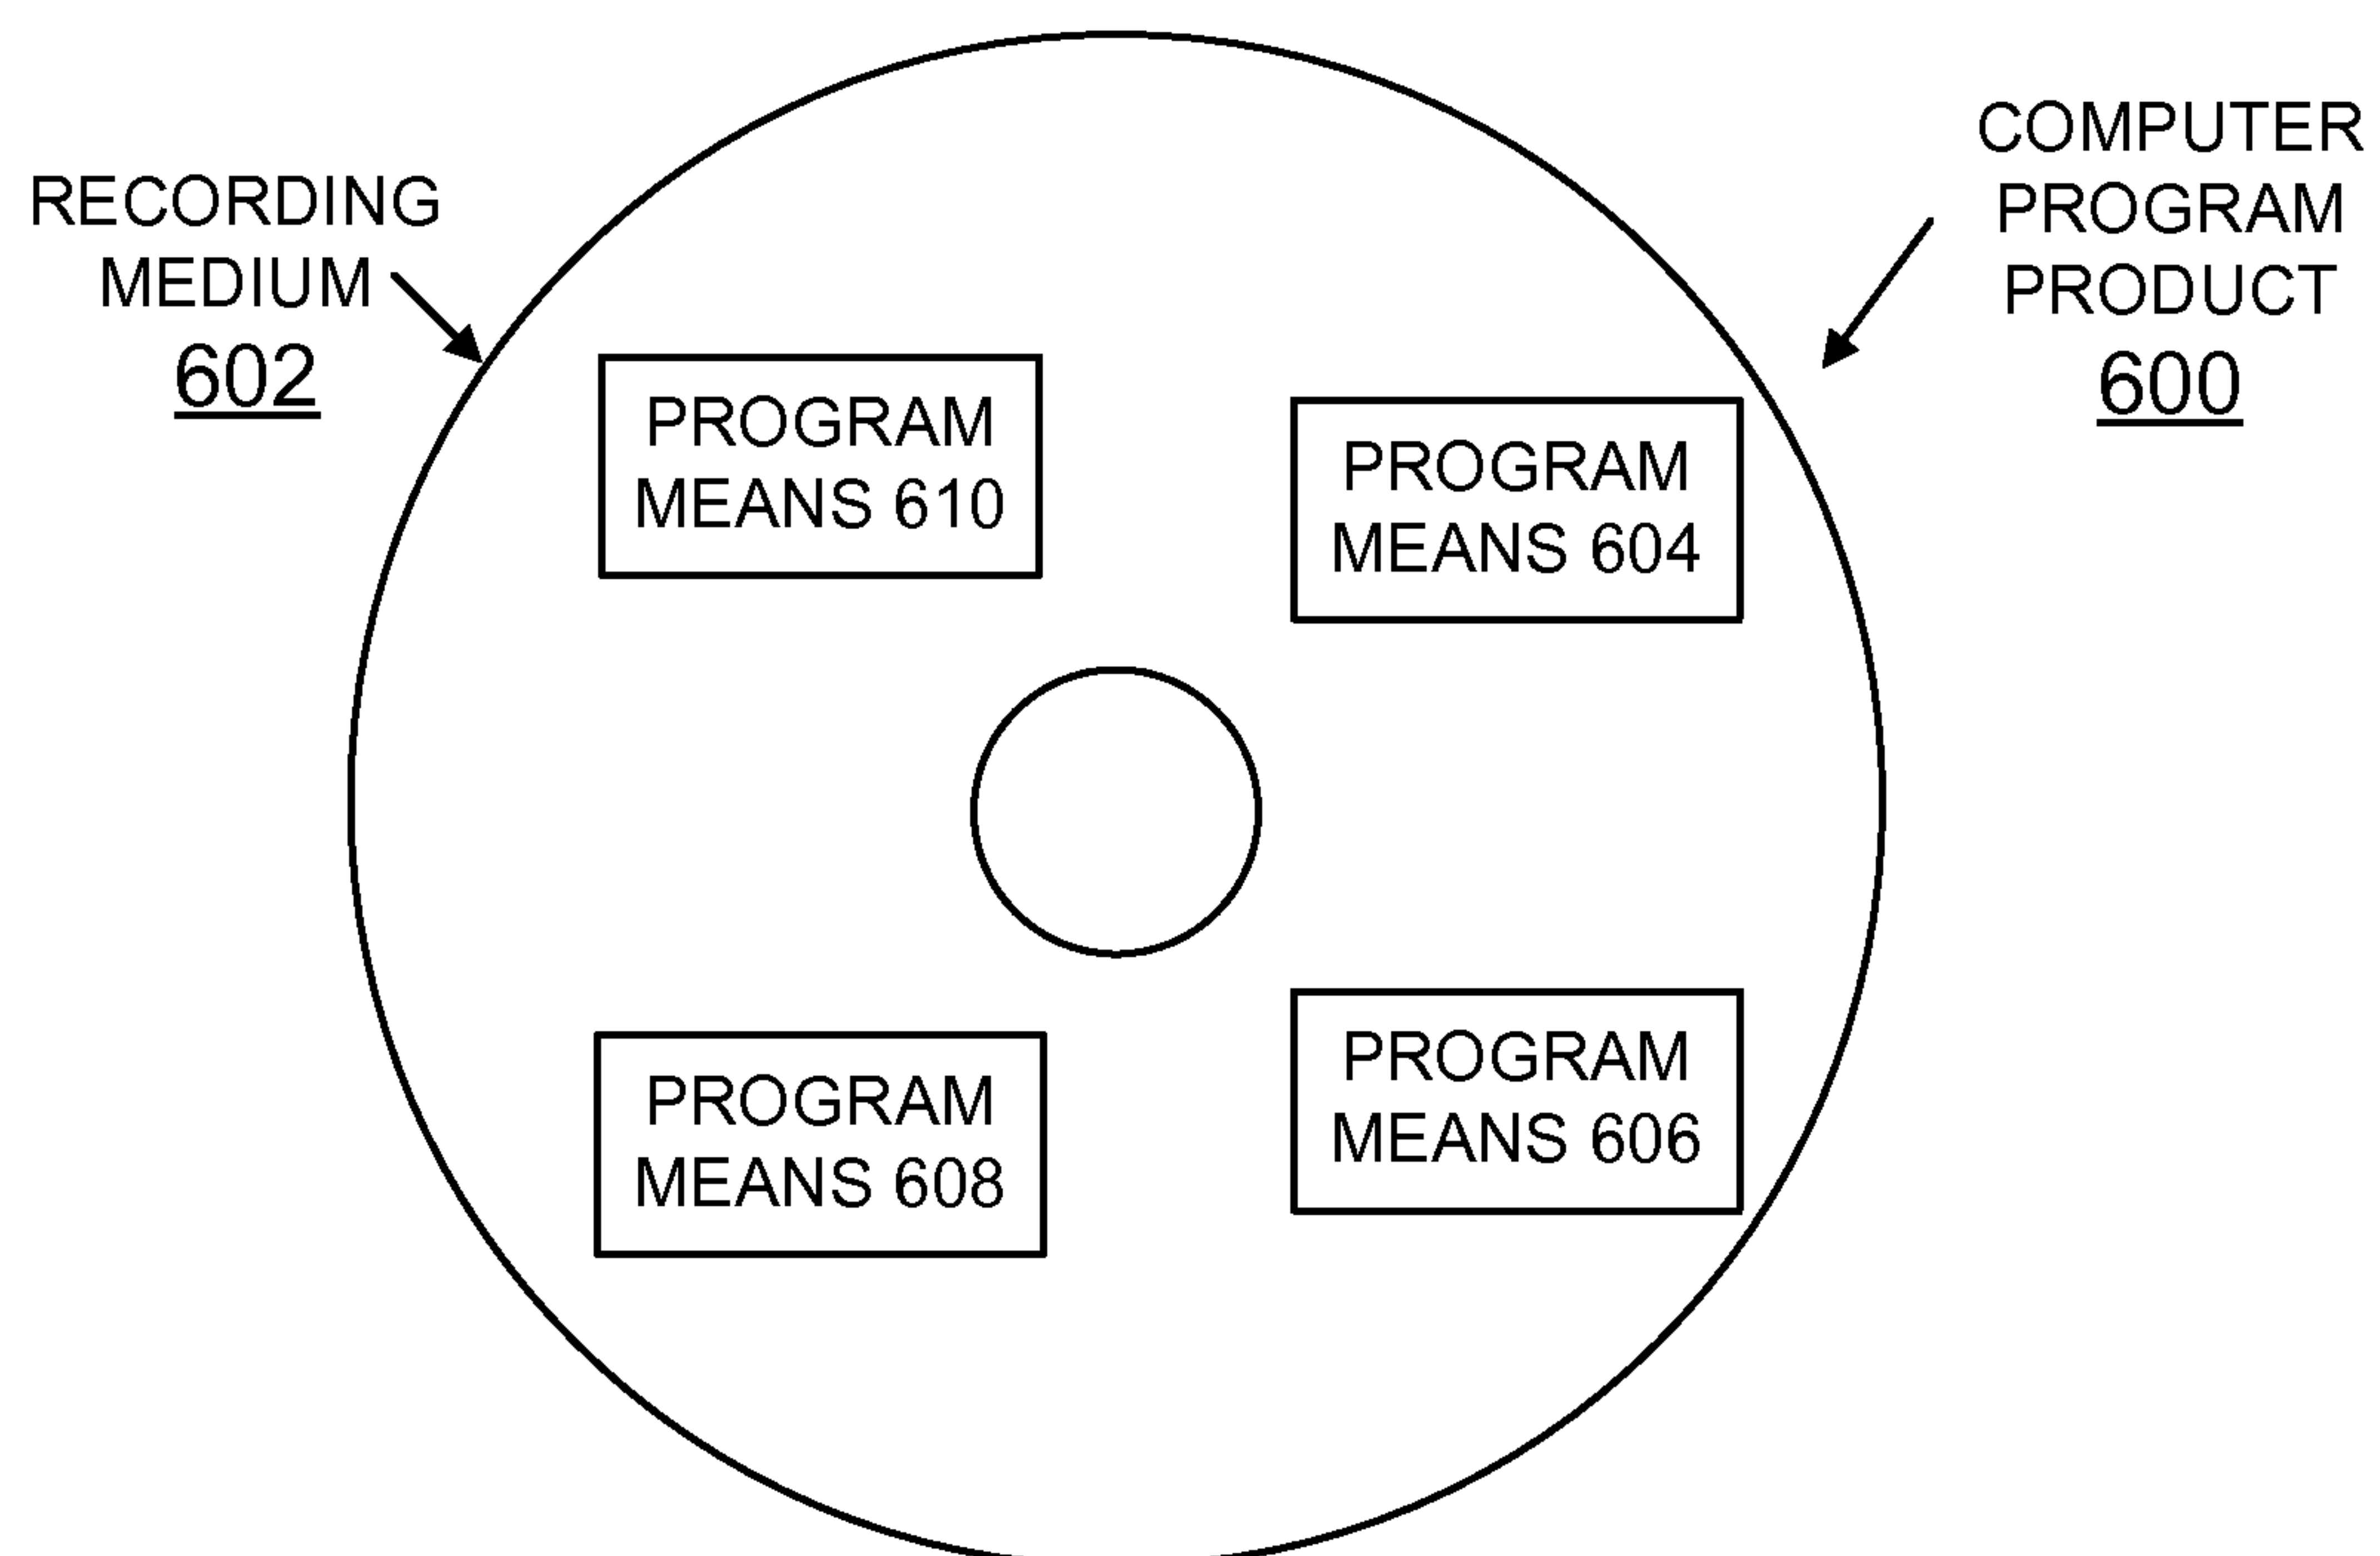 RECORDING
MEDIUM
602
COMPUTER
PROGRAM
PRODUCT
600
PROGRAM
MEANS 610
PROGRAM
MEANS 604
PROGRAM
MEANS 608
PROGRAM
MEANS 606